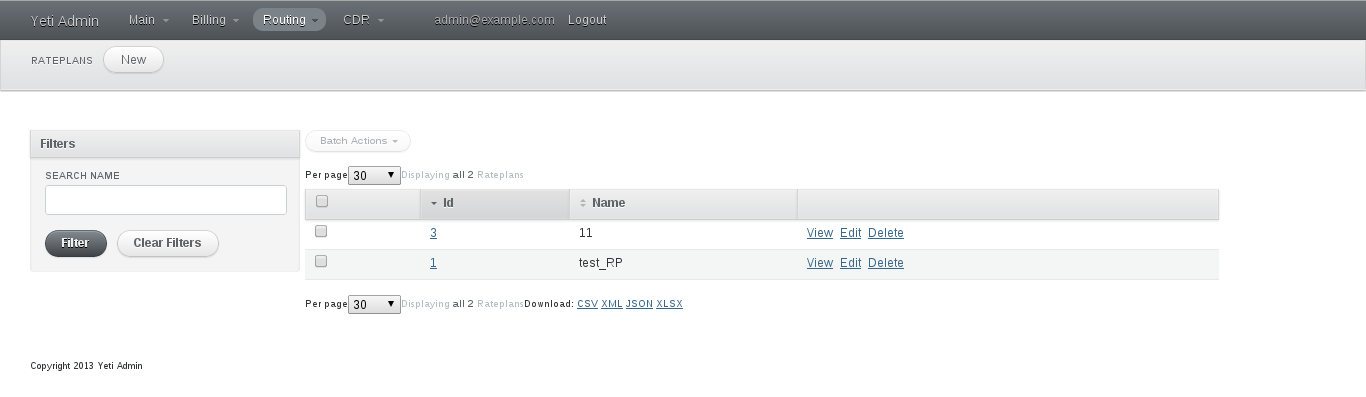 Yeti Admin Main Billing Routing CDR admin@example.com Logout
RATEPLANS New
Filters
SEARCH NAME
Filter Clear Filters
Batch Actions
Per page 30 Displaying all 2 Rateplans
Id Name
3 11 View Edit Delete
1 test_RP View Edit Delete
Per page 30 Displaying all 2 Rateplans Download: CSV XML JSON XLSX
Copyright 2013 Yeti Admin